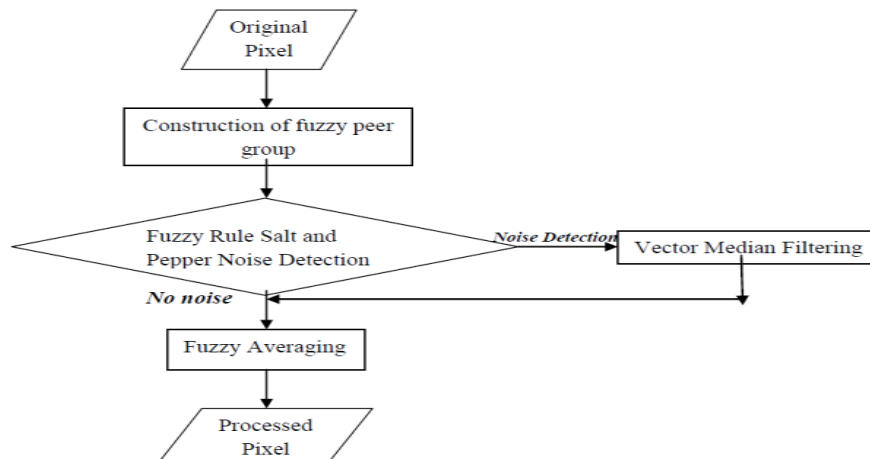 Original
Pixel
Construction of fuzzy peer
group
Fuzzy Rule Salt and
Pepper Noise Detection
Noise Detection
Vector Median Filtering
No noise
Fuzzy Averaging
Processed
Pixel